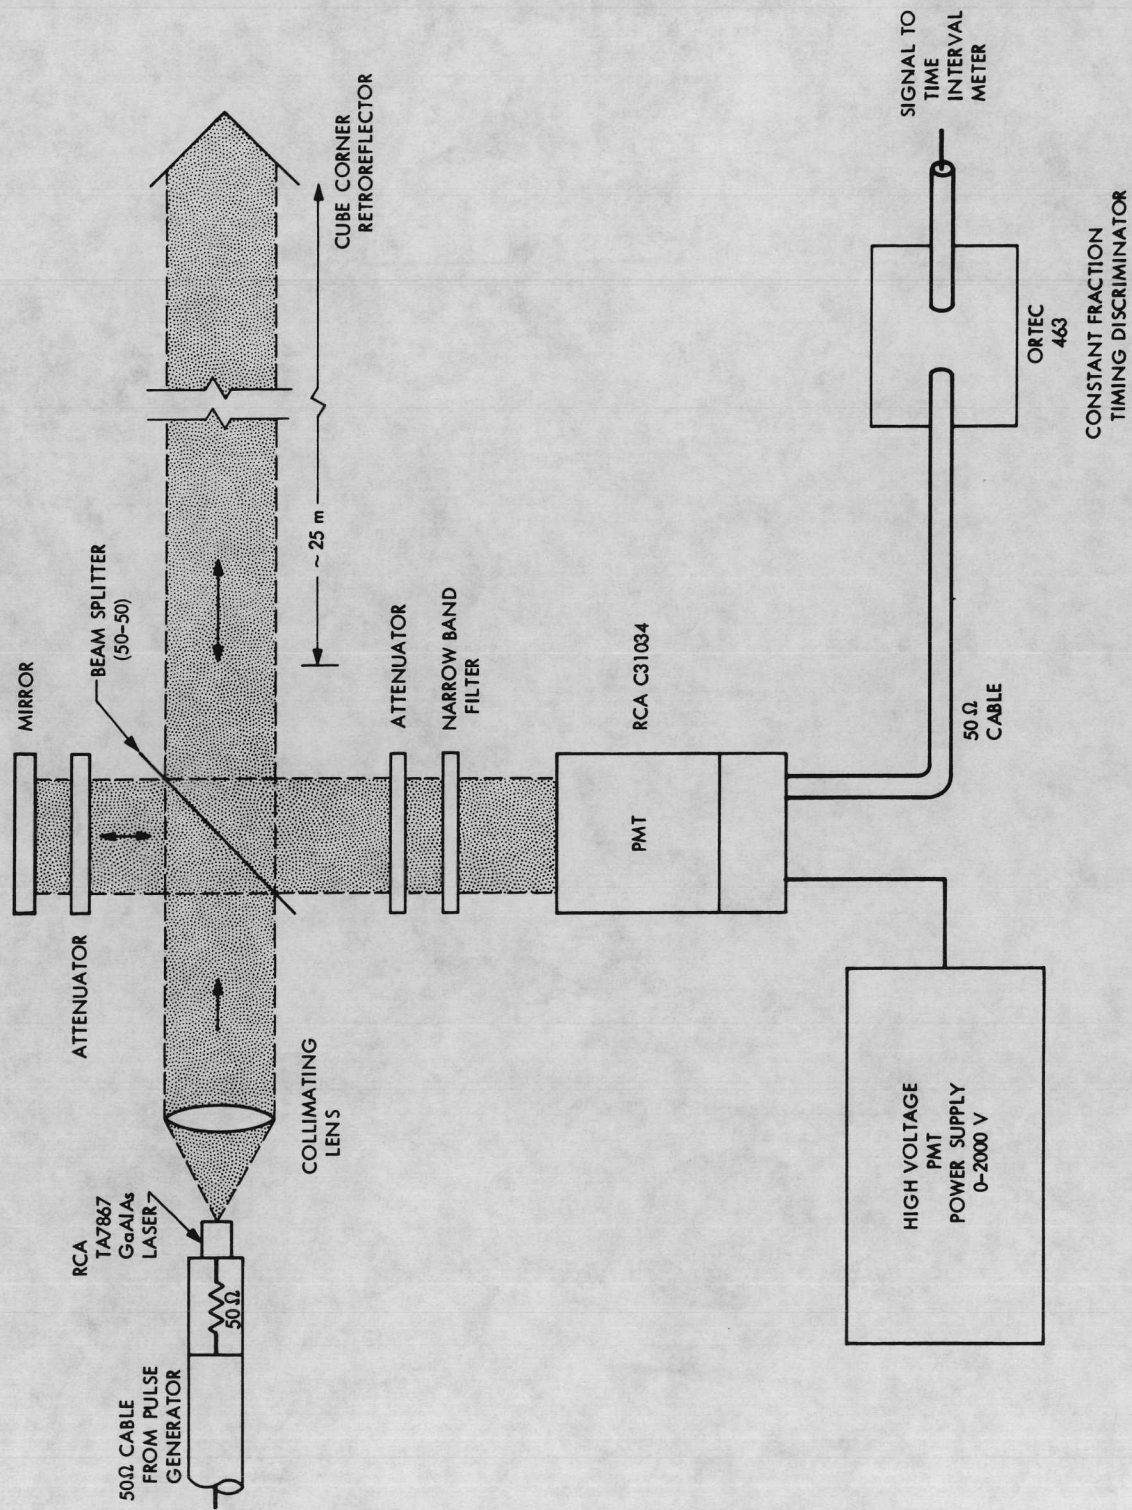 50Ω CABLE
FROM PULSE
GENERATOR
50 Ω
RCA
TA7867
GaAlAs
LASER
COLLIMATING
LENS
ATTENUATOR
MIRROR
BEAM SPLITTER
(50-50)
~ 25 m
CUBE CORNER
RETROREFLECTOR
ATTENUATOR
NARROW BAND
FILTER
PMT
RCA C31034
HIGH VOLTAGE
PMT
POWER SUPPLY
0-2000 V
50 Ω
CABLE
ORTEC
463
CONSTANT FRACTION
TIMING DISCRIMINATOR
SIGNAL TO
TIME
INTERVAL
METER